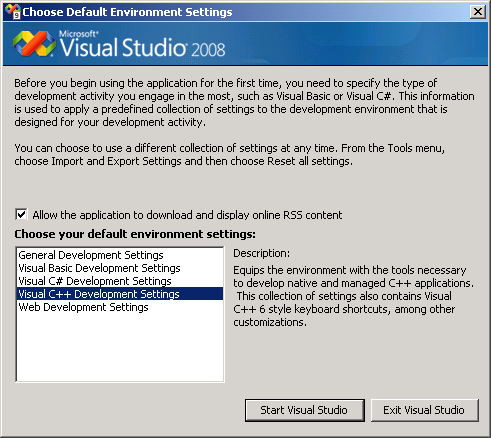 Choose Default Environment Settings
Microsoft®
Visual Studio 2008
Before you begin using the application for the first time, you need to specify the type of
development activity you engage in the most, such as Visual Basic or Visual C#. This information
is used to apply a predefined collection of settings to the development environment that is
designed for your development activity.
You can choose to use a different collection of settings at any time. From the Tools menu,
choose Import and Export Settings and then choose Reset all settings.
Allow the application to download and display online RSS content
Choose your default environment settings:
General Development Settings
Visual Basic Development Settings
Visual C# Development Settings
Visual C++ Development Settings
Web Development Settings
Description:
Equips the environment with the tools necessary
to develop native and managed C++ applications.
This collection of settings also contains Visual
C++ 6 style keyboard shortcuts, among other
customizations.
Start Visual Studio
Exit Visual Studio